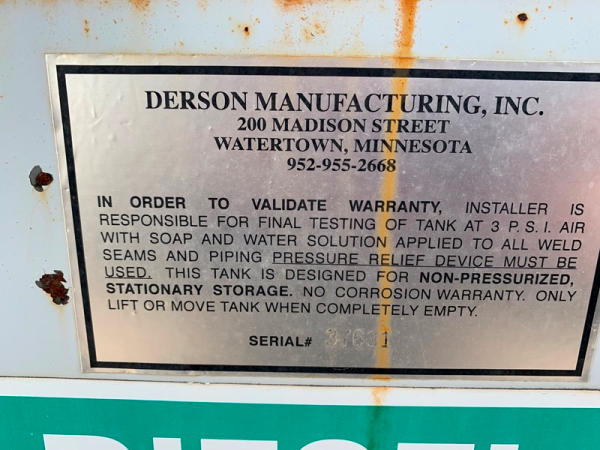 DERSON MANUFACTURING, INC.
200 MADISON STREET
WATERTOWN, MINNESOTA
952-955-2668
IN ORDER TO VALIDATE WARRANTY, INSTALLER IS
RESPONSIBLE FOR FINAL TESTING OF TANK AT 3 P.S.I. AIR
WITH SOAP AND WATER SOLUTION APPLIED TO ALL WELD
SEAMS AND PIPING PRESSURE RELIEF DEVICE MUST BE
USED. THIS TANK IS DESIGNED FOR NON-PRESSURIZED,
STATIONARY STORAGE. NO CORROSION WARRANTY. ONLY
LIFT OR MOVE TANK WHEN COMPLETELY EMPTY.
SERIAL#
DIESEL